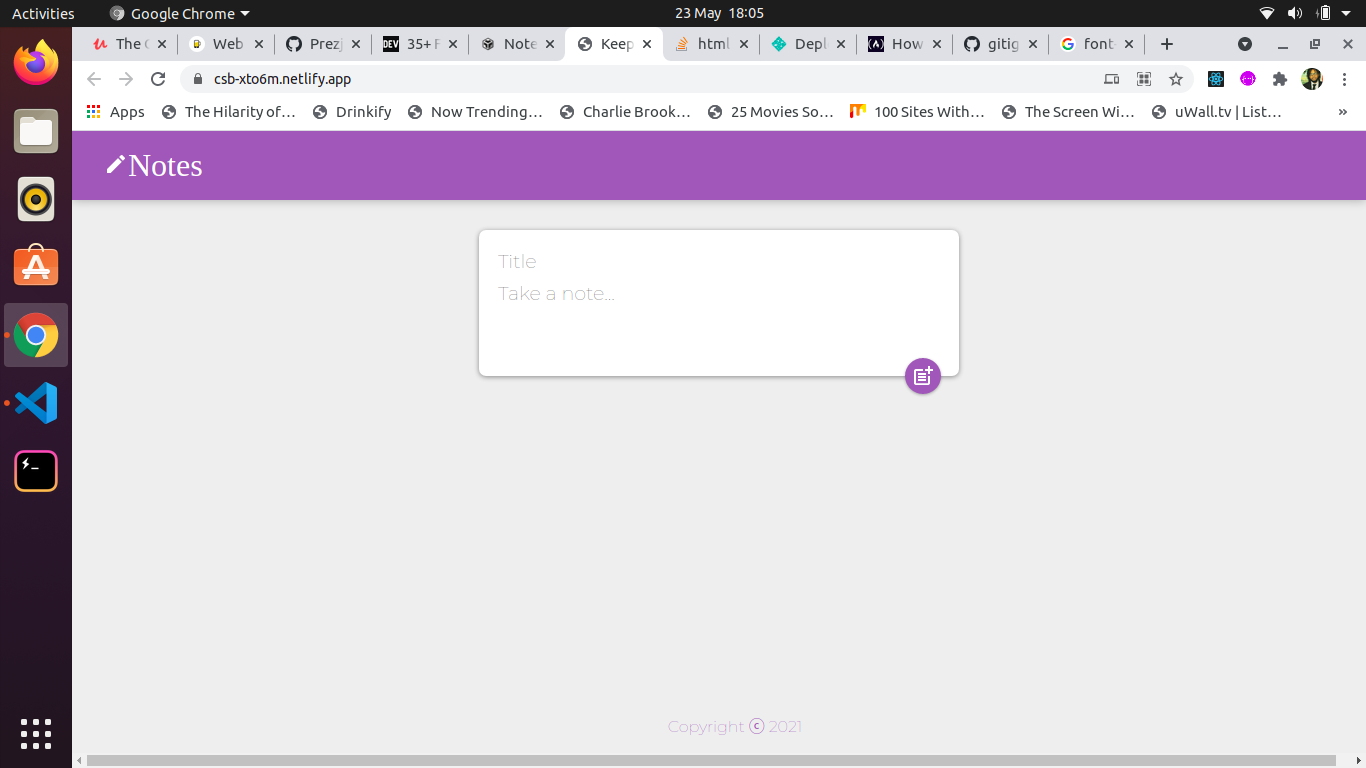 Activities Google Chrome 23 May 18:05
The C Web Prezj DEV 35+ F Note Keep html Depl How gitig font-
csb-xto6m.netlify.app
Apps The Hilarity of… Drinkify Now Trending… Charlie Brook… 25 Movies So… 100 Sites With… The Screen Wi… uWall.tv | List… »
Notes
Title
Take a note...
Copyright © 2021